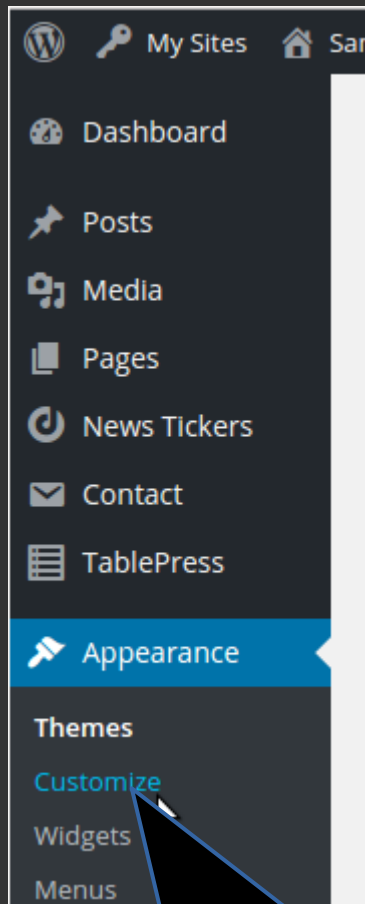 My Sites
Dashboard
Posts
Media
Pages
News Tickers
Contact
TablePress
Appearance
Themes
Customize
Widgets
Menus